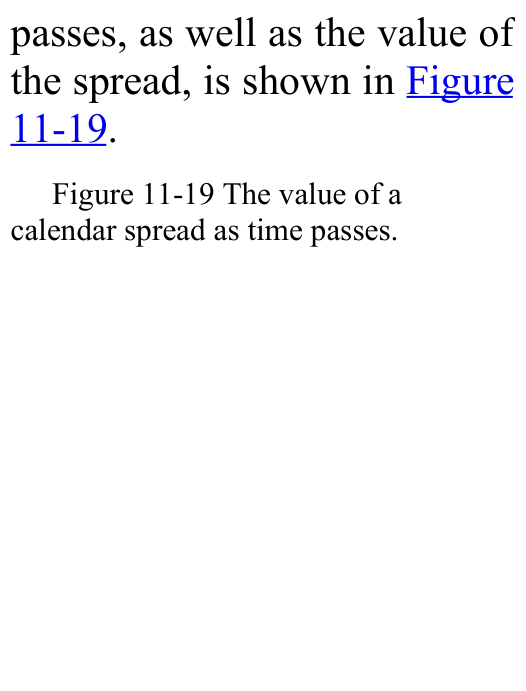 passes, as well as the value of
the spread, is shown in Figure
11-19.
Figure 11-19 The value of a
calendar spread as time passes.